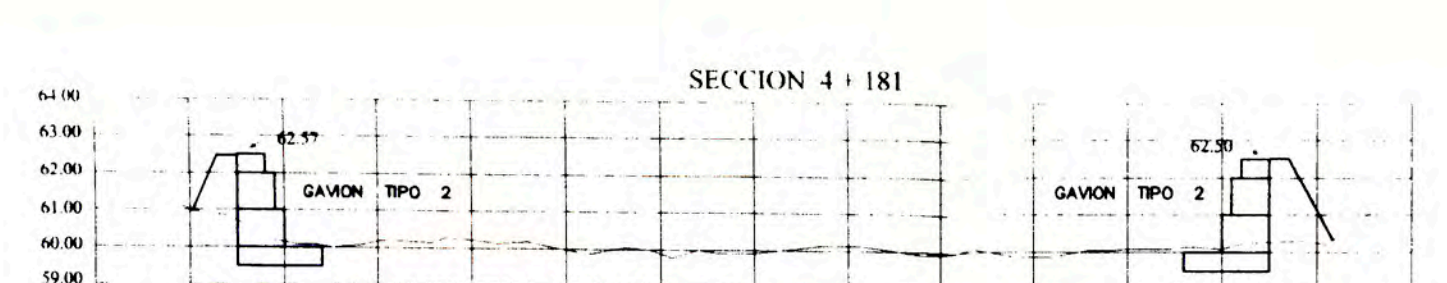 SECCION 4 + 181
64.00
63.00
62.57
62.50
62.00
GAVION TIPO 2
GAVION TIPO 2
61.00
60.00
59.00